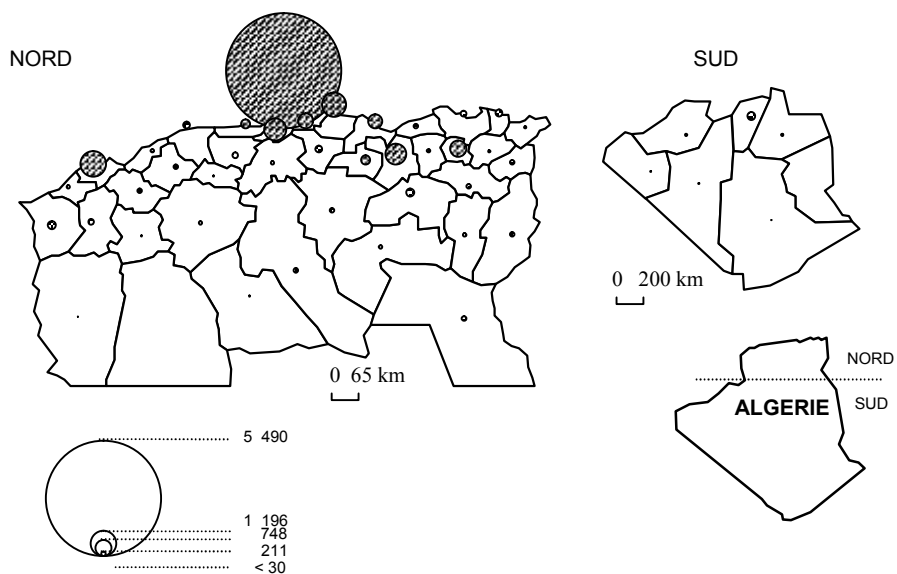 NORD
SUD
0 65 km
0 200 km
NORD
ALGERIE
SUD
5 490
1 196
748
211
< 30